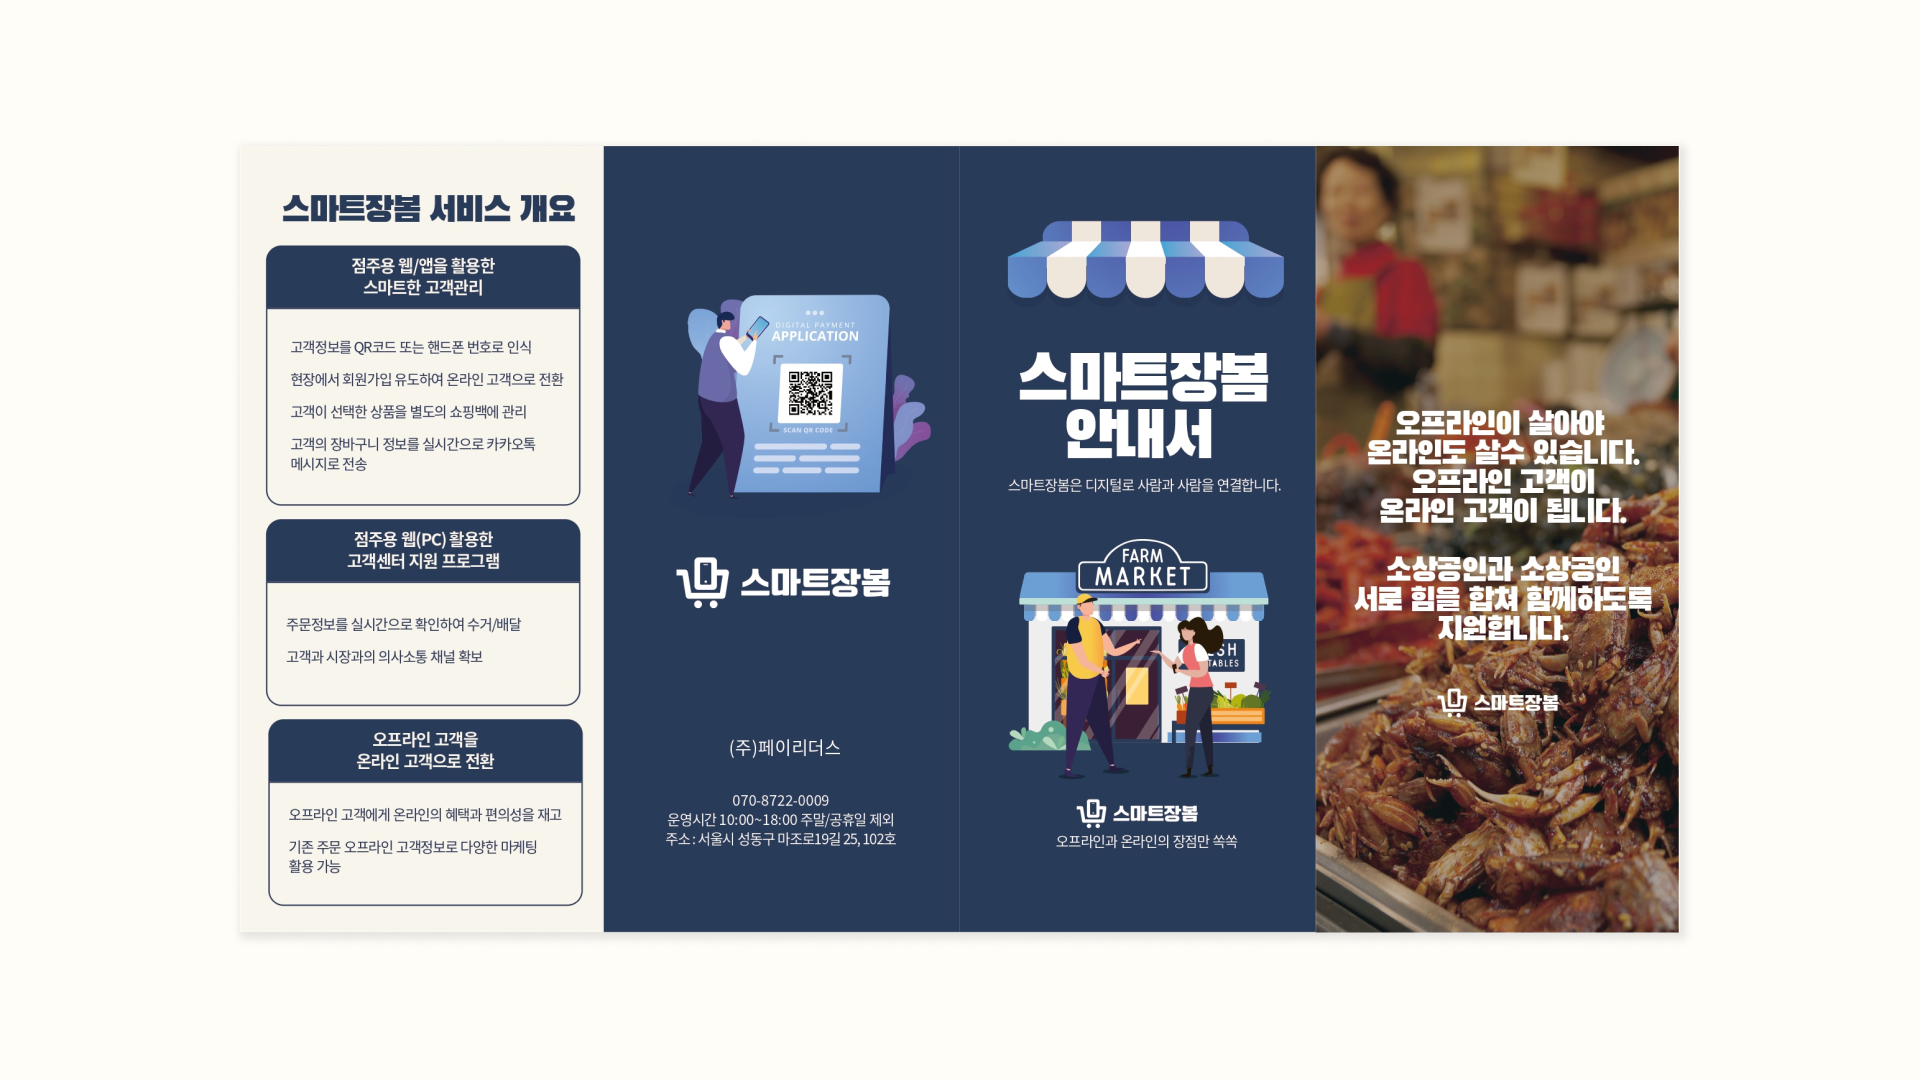 스마트장봄 서비스 개요
점주용 웹/앱을 활용한
스마트한 고객관리
고객정보를 QR코드 또는 핸드폰 번호로 인식
현장에서 회원가입 유도하여 온라인 고객으로 전환
고객이 선택한 상품을 별도의 쇼핑백에 관리
고객의 장바구니 정보를 실시간으로 카카오톡
메시지로 전송
점주용 웹(PC) 활용한
고객센터 지원 프로그램
주문정보를 실시간으로 확인하여 수거/배달
고객과 시장과의 의사소통 채널 확보
오프라인 고객을
온라인 고객으로 전환
오프라인 고객에게 온라인의 혜택과 편의성을 재고
기존 주문 오프라인 고객정보로 다양한 마케팅
활용 가능
DIGITAL PAYMENT
APPLICATION
SCAN QR CODE
스마트장봄
(주)페이리더스
070-8722-0009
운영시간 10:00~18:00 주말/공휴일 제외
주소 : 서울시 성동구 마조로19길 25, 102호
스마트장봄
안내서
스마트장봄은 디지털로 사람과 사람을 연결합니다.
FARM
MARKET
SH
TABLES
스마트장봄
오프라인과 온라인의 장점만 쏙쏙
오프라인이 살아야
온라인도 살수 있습니다.
오프라인 고객이
온라인 고객이 됩니다.
소상공인과 소상공인
서로 힘을 합쳐 함께하도록
지원합니다.
스마트장봄